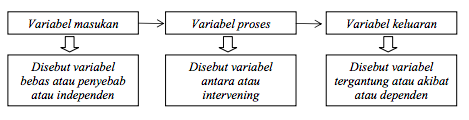 Variabel masukan
Variabel proses
Variabel keluaran
Disebut variabel
bebas atau penyebab
atau independen
Disebut variabel
antara atau
intervening
Disebut variabel
tergantung atau akibat
atau dependen